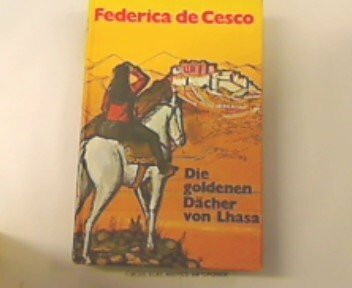 Federica de Cesco
Die
goldenen
Dächer
von Lhasa